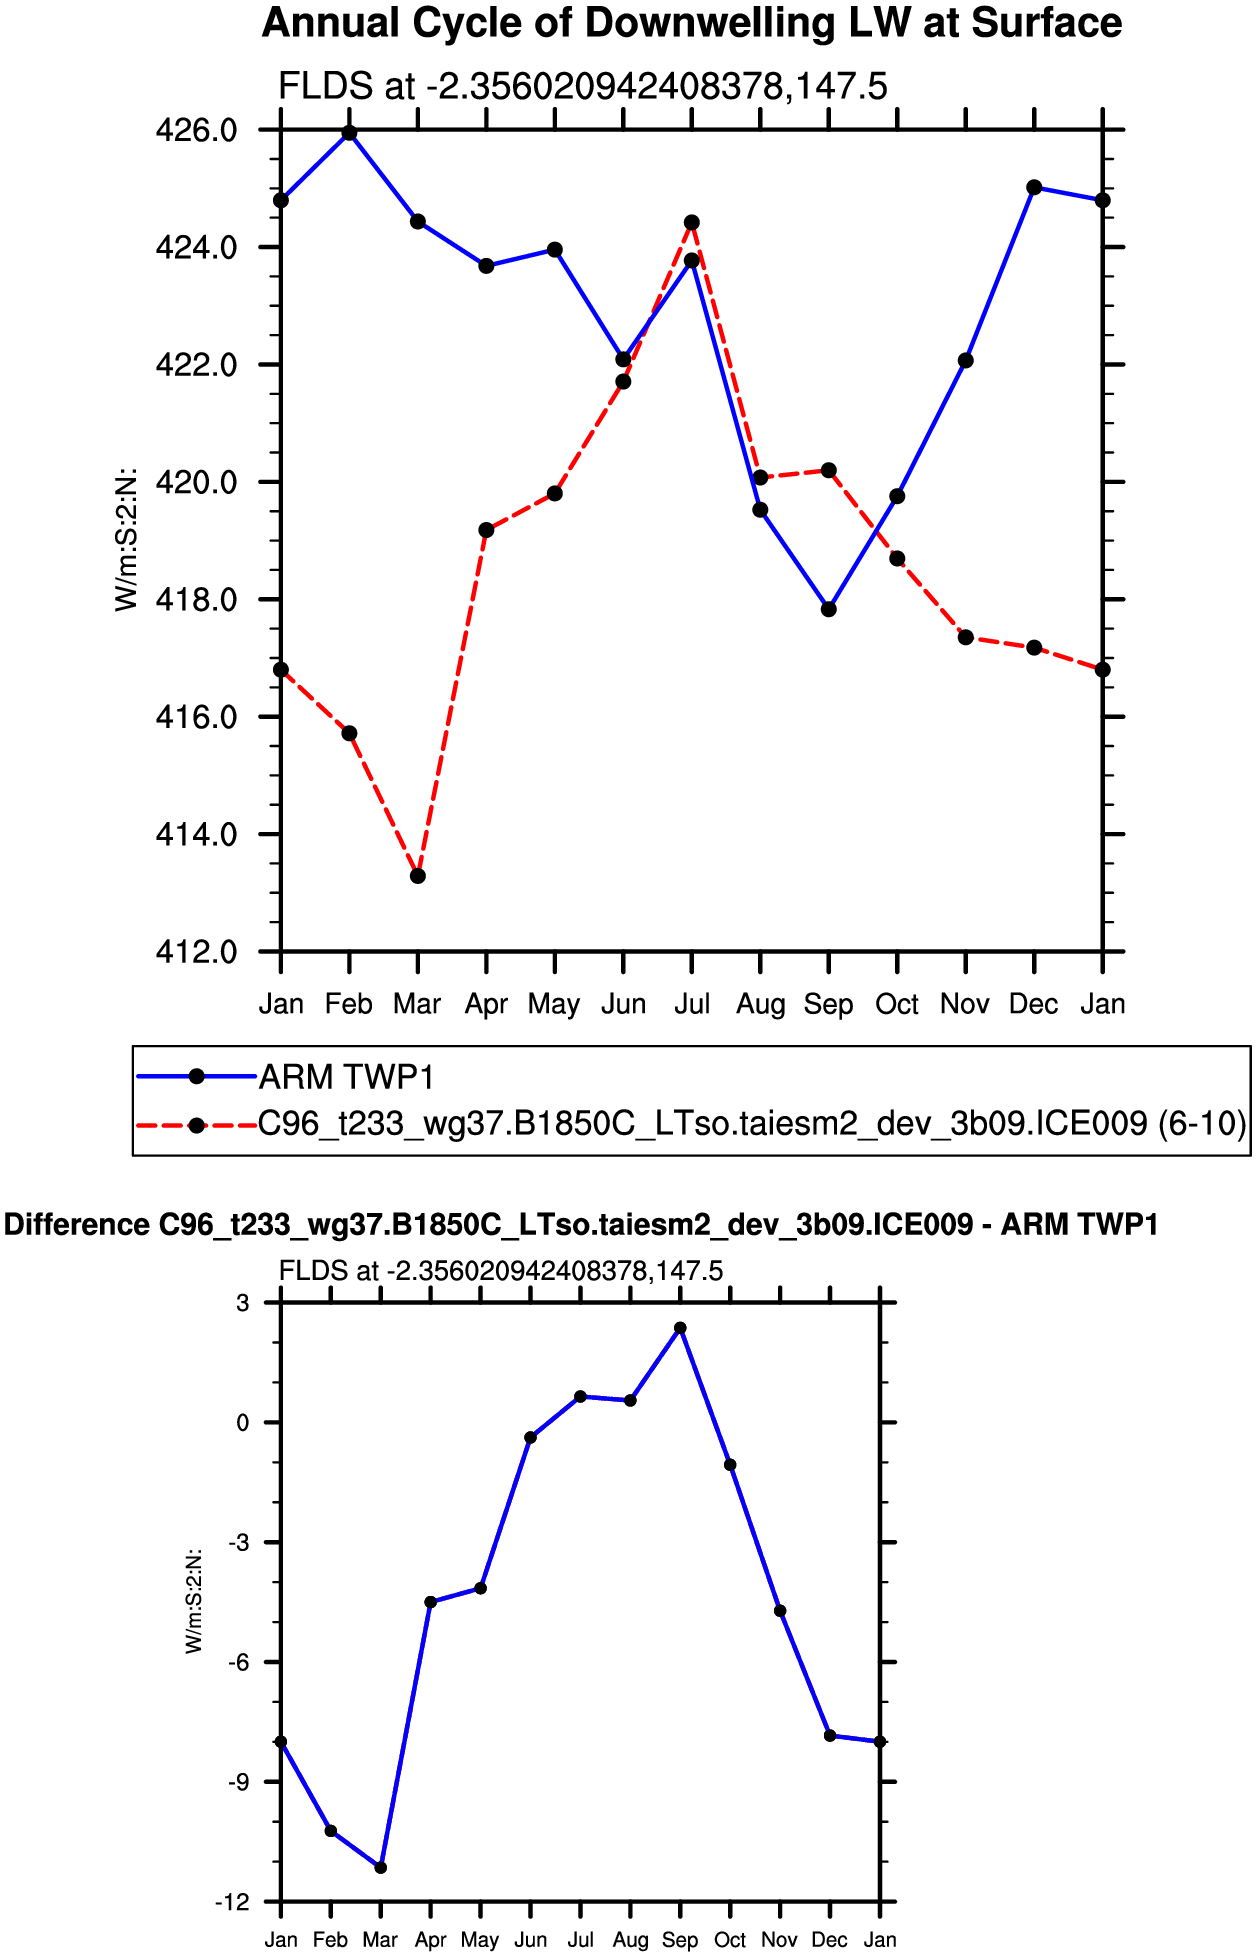 Annual Cycle of Downwelling LW at Surface
FLDS at -2.356020942408378,147.5
426.0
424.0
422.0
420.0
418.0
416.0
414.0
412.0
W/m:S:2:N:
Jan Feb Mar Apr May Jun Jul Aug Sep Oct Nov Dec Jan
ARM TWP1
C96_t233_wg37.B1850C_LTso.taiesm2_dev_3b09.ICE009 (6-10)
Difference C96_t233_wg37.B1850C_LTso.taiesm2_dev_3b09.ICE009 - ARM TWP1
FLDS at -2.356020942408378,147.5
3
0
-3
-6
-9
-12
W/m:S:2:N:
Jan Feb Mar Apr May Jun Jul Aug Sep Oct Nov Dec Jan